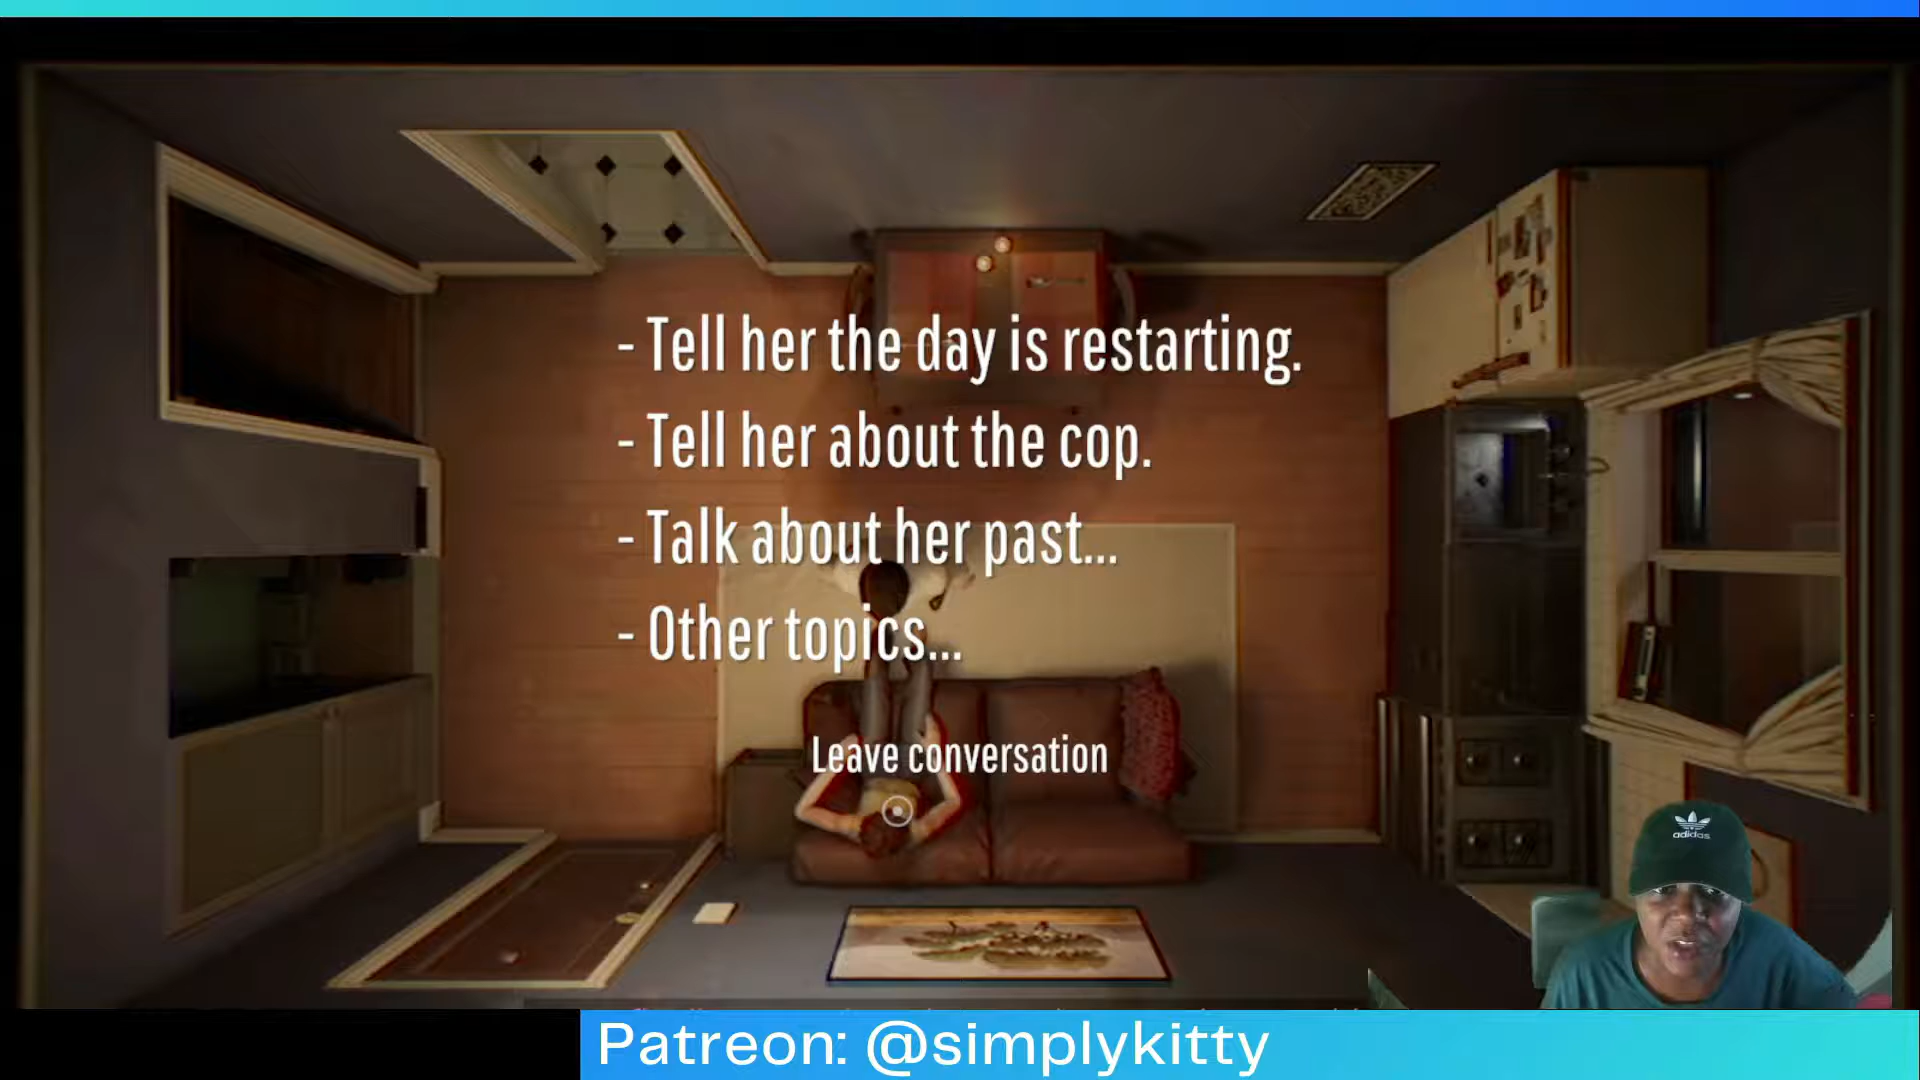 - Tell her the day is restarting.
- Tell her about the cop.
- Talk about her past...
- Other topics...
Leave conversation
adidas
Patreon: @simplykitty